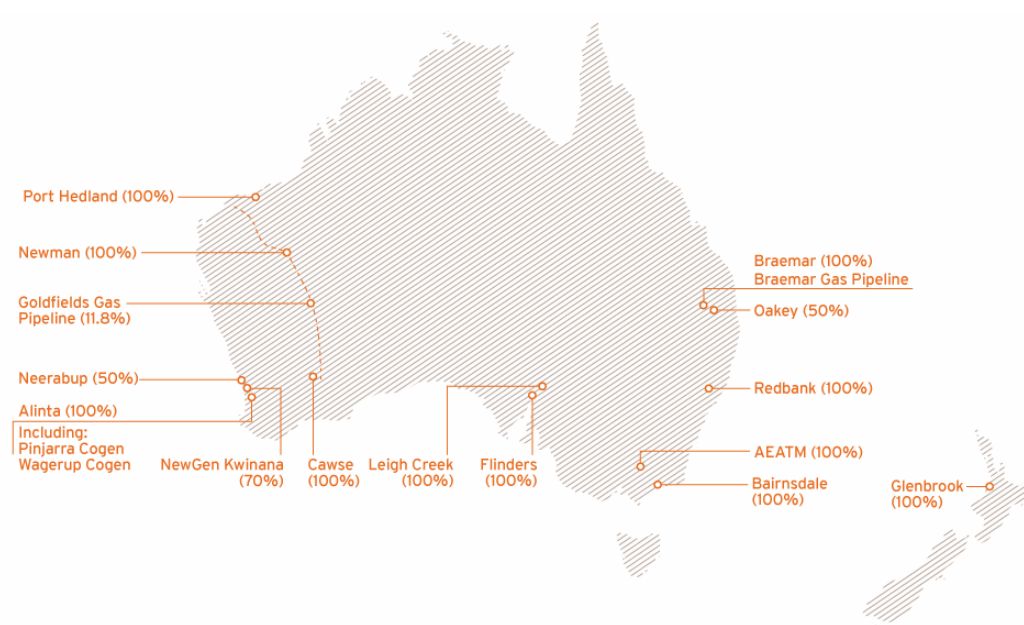 Port Hedland (100%)
Newman (100%)
Goldfields Gas
Pipeline (11.8%)
Neerabup (50%)
Alinta (100%)
Including:
Pinjarra Cogen
Wagerup Cogen
NewGen Kwinana
(70%)
Cawse
(100%)
Leigh Creek
(100%)
Flinders
(100%)
Braemar (100%)
Braemar Gas Pipeline
Oakey (50%)
Redbank (100%)
AEATM (100%)
Bairnsdale
(100%)
Glenbrook
(100%)